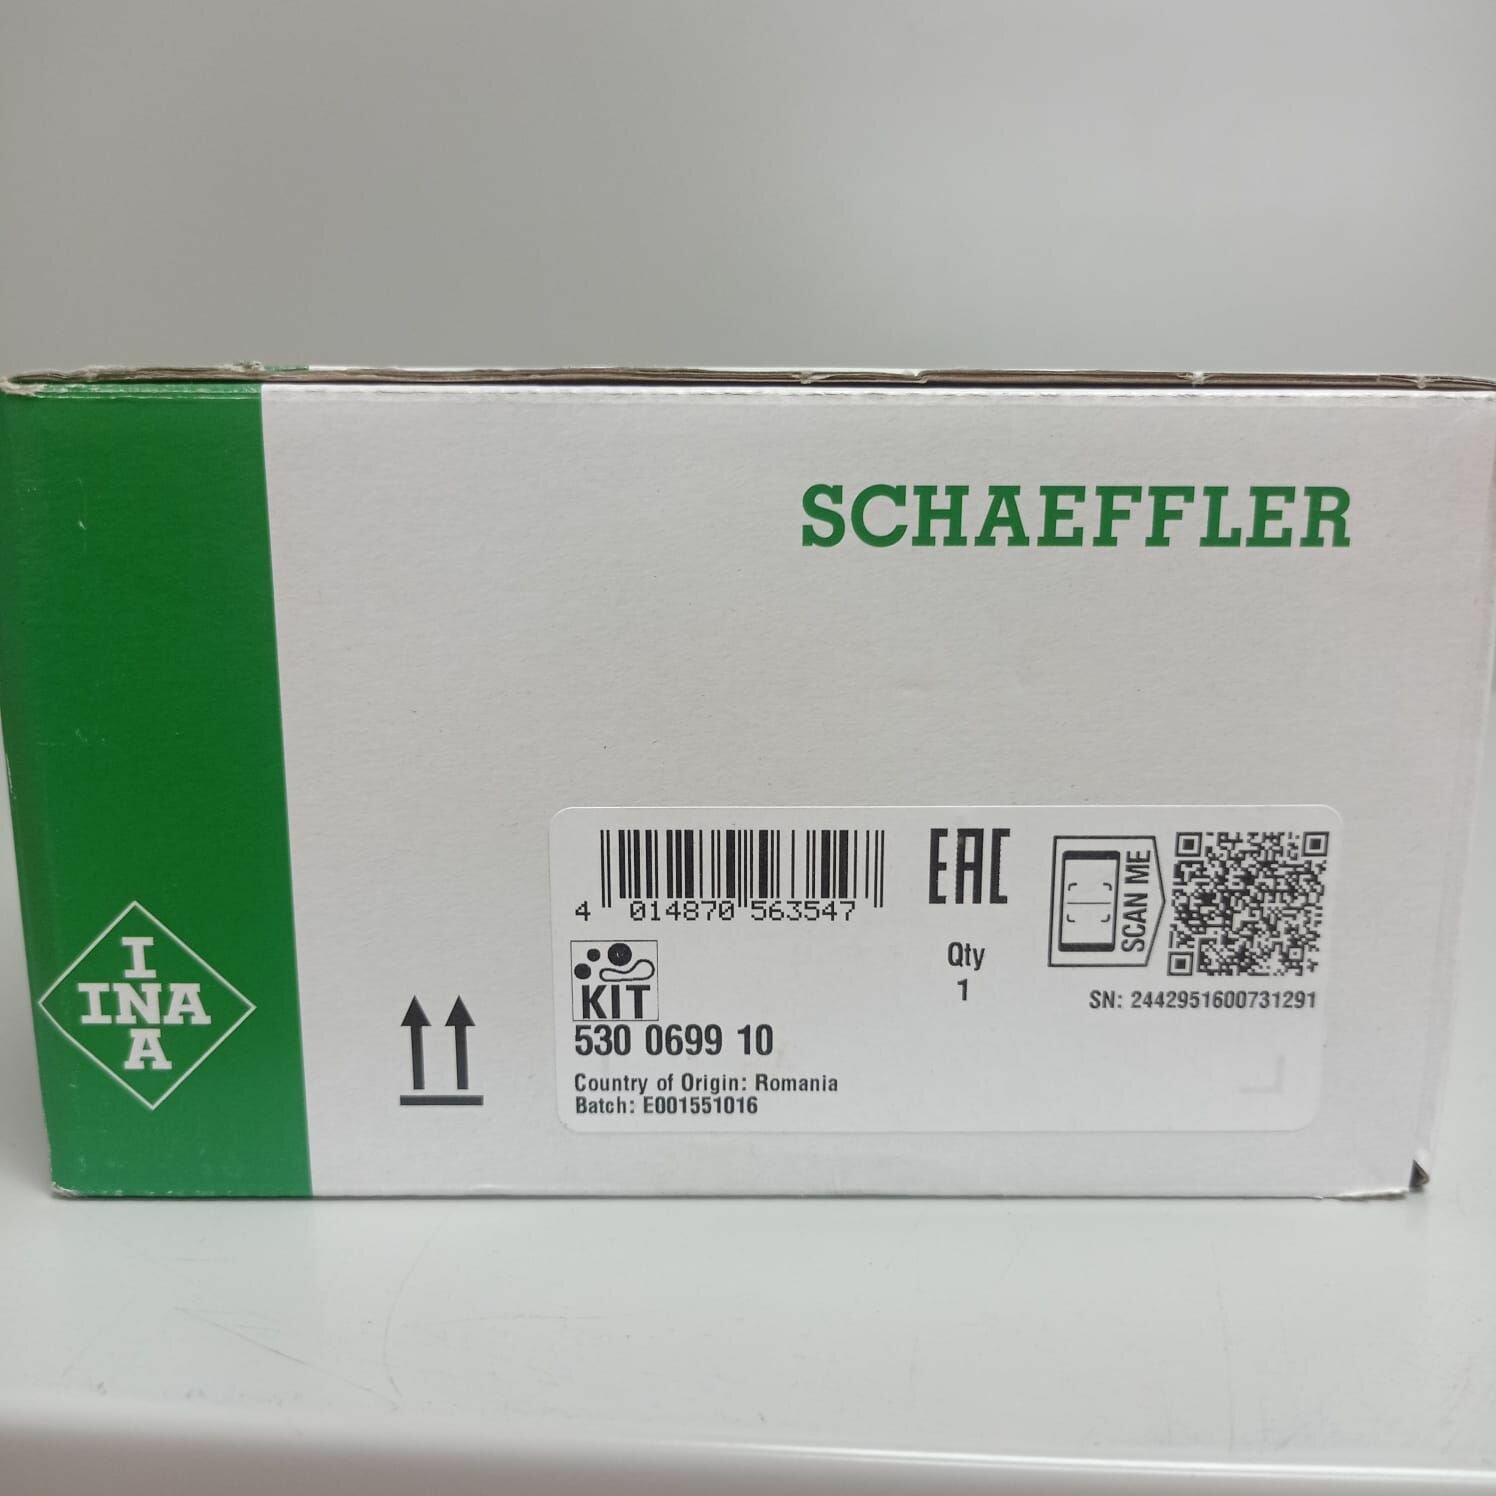 SCHAEFFLER
I
INA
A
4 014870 563547
EAC
SCAN ME
KIT
Qty
1
SN: 2442951600731291
530 0699 10
Country of Origin: Romania
Batch: E001551016